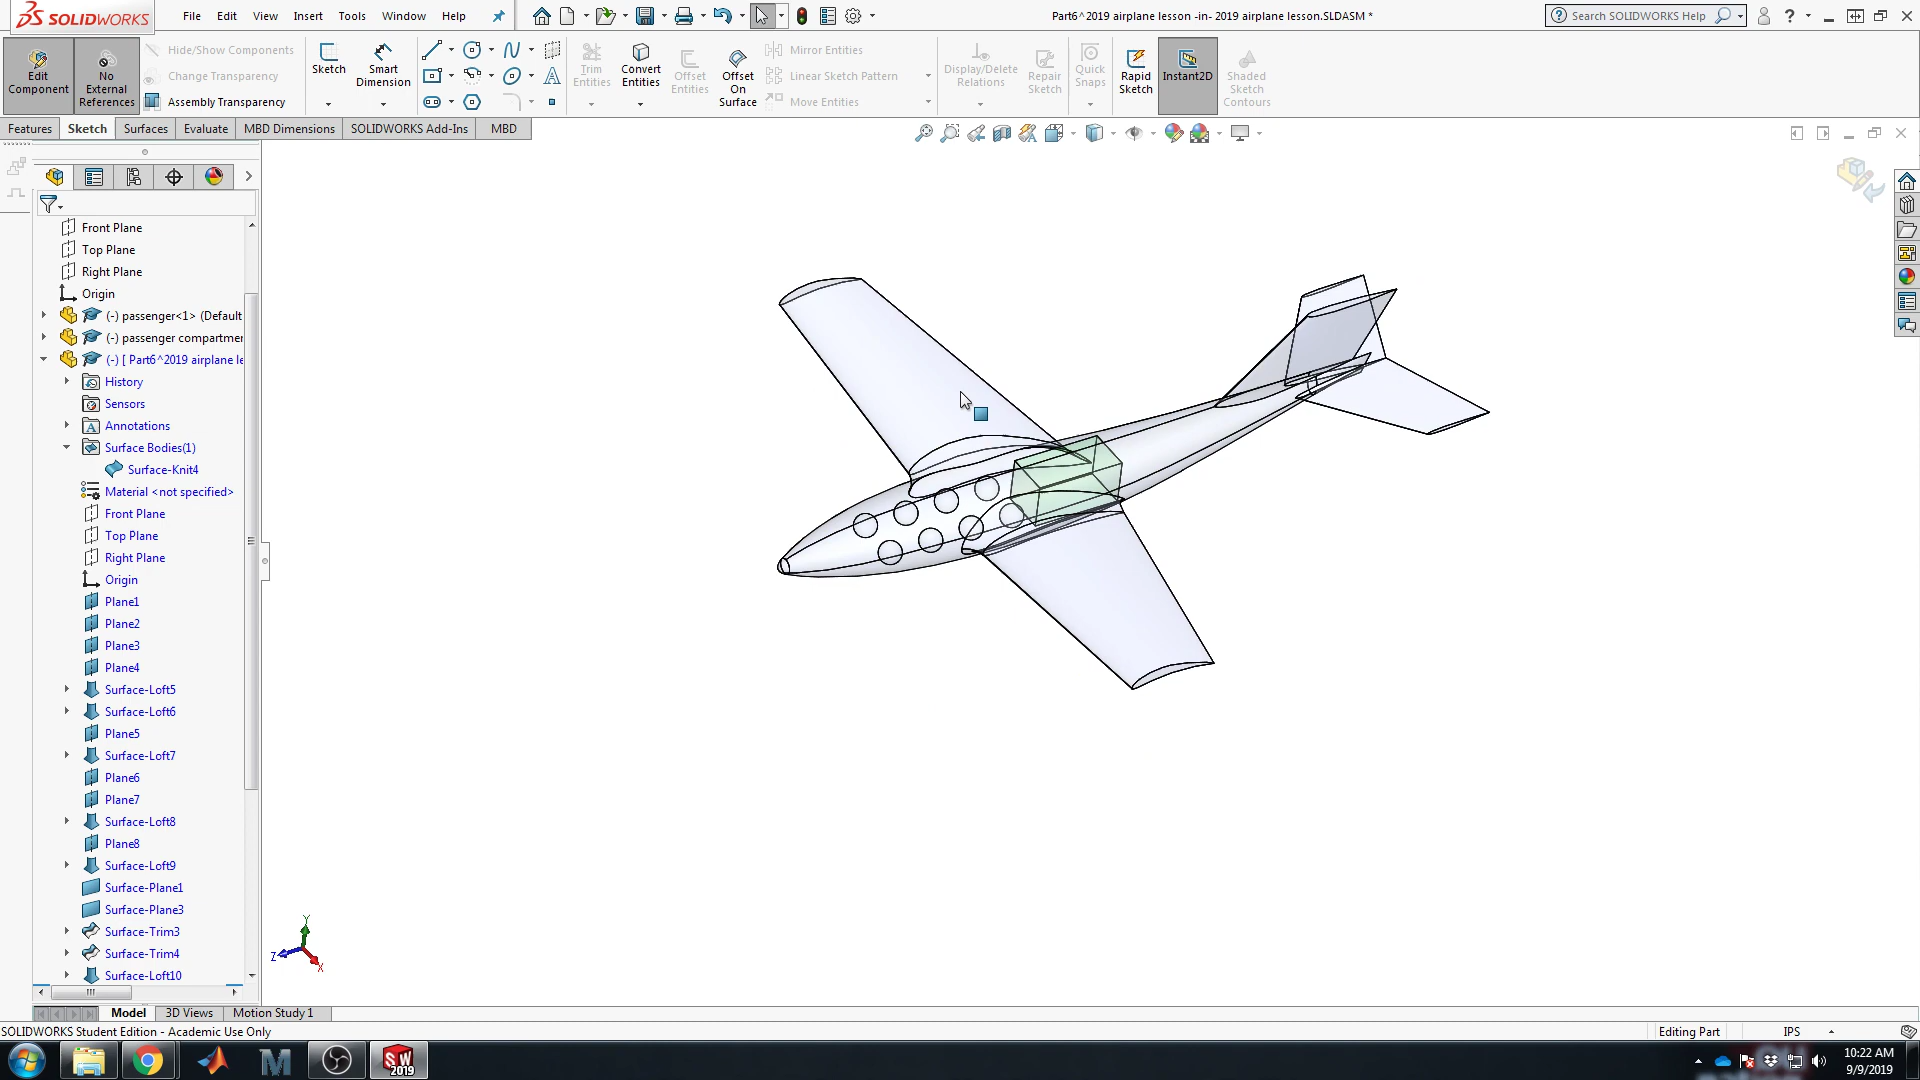 SOLIDWORKS File Edit View Insert Tools Window Help
Part6^2019 airplane lesson -in- 2019 airplane lesson.SLDASM *
Search SOLIDWORKS Help
Edit Component
No External References
Hide/Show Components
Change Transparency
Assembly Transparency
Sketch
Smart Dimension
Trim Entities
Convert Entities
Offset Entities
Offset On Surface
Mirror Entities
Linear Sketch Pattern
Move Entities
Display/Delete Relations
Repair Sketch
Quick Snaps
Rapid Sketch
Instant2D
Shaded Sketch Contours
Features Sketch Surfaces Evaluate MBD Dimensions SOLIDWORKS Add-Ins MBD
Front Plane
Top Plane
Right Plane
Origin
(-) passenger<1> (Default
(-) passenger compartmer
(-) [ Part6^2019 airplane le
History
Sensors
Annotations
Surface Bodies(1)
Surface-Knit4
Material <not specified>
Front Plane
Top Plane
Right Plane
Origin
Plane1
Plane2
Plane3
Plane4
Surface-Loft5
Surface-Loft6
Plane5
Surface-Loft7
Plane6
Plane7
Surface-Loft8
Plane8
Surface-Loft9
Surface-Plane1
Surface-Plane3
Surface-Trim3
Surface-Trim4
Surface-Loft10
Y
Z
X
Model 3D Views Motion Study 1
SOLIDWORKS Student Edition - Academic Use Only
Editing Part IPS
SW 2019
10:22 AM
9/9/2019